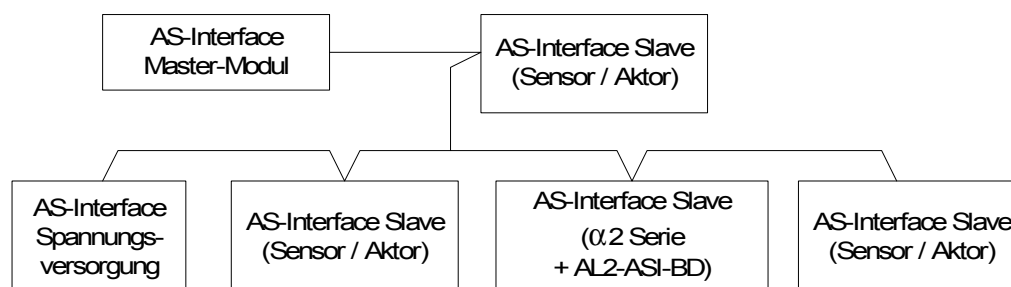 AS-Interface
Master-Modul
AS-Interface Slave
(Sensor / Aktor)
AS-Interface
Spannungs-
versorgung
AS-Interface Slave
(Sensor / Aktor)
AS-Interface Slave
(α2 Serie
+ AL2-ASI-BD)
AS-Interface Slave
(Sensor / Aktor)